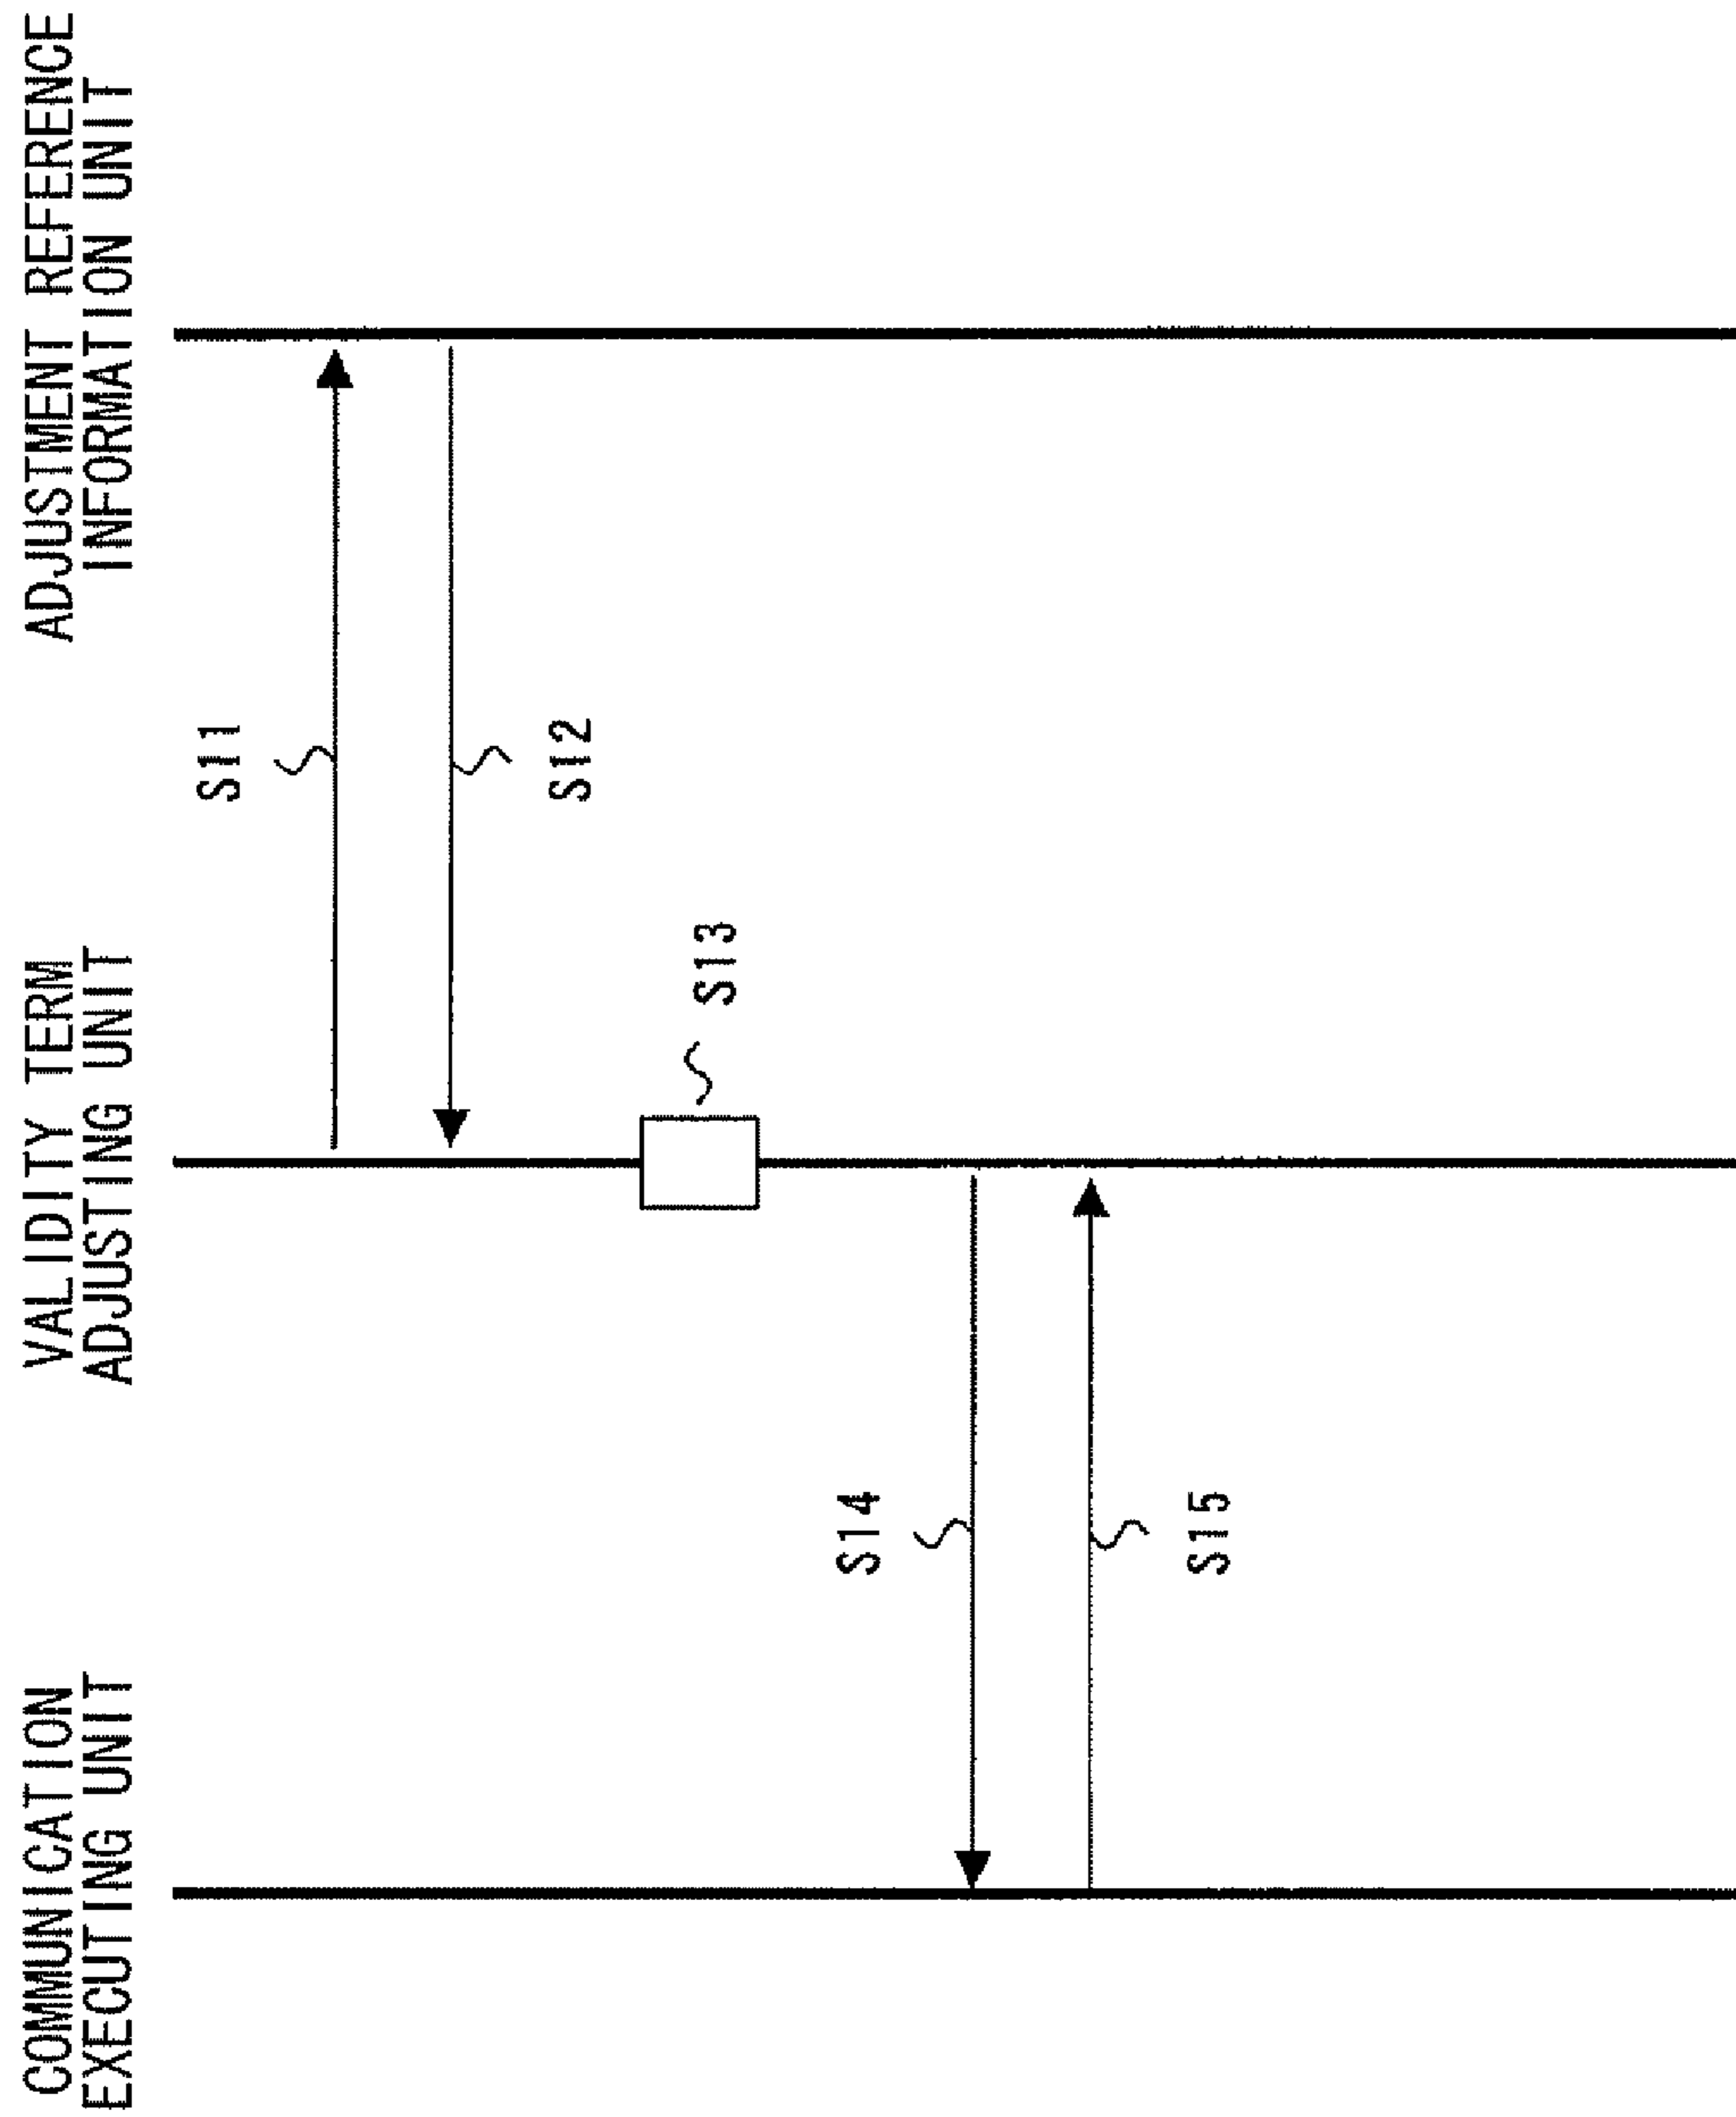 COMMUNICATION
EXECUTING UNIT
VALIDITY TERM
ADJUSTING UNIT
ADJUSTMENT REFERENCE
INFORMATION UNIT
S11
S12
S13
S14
S15